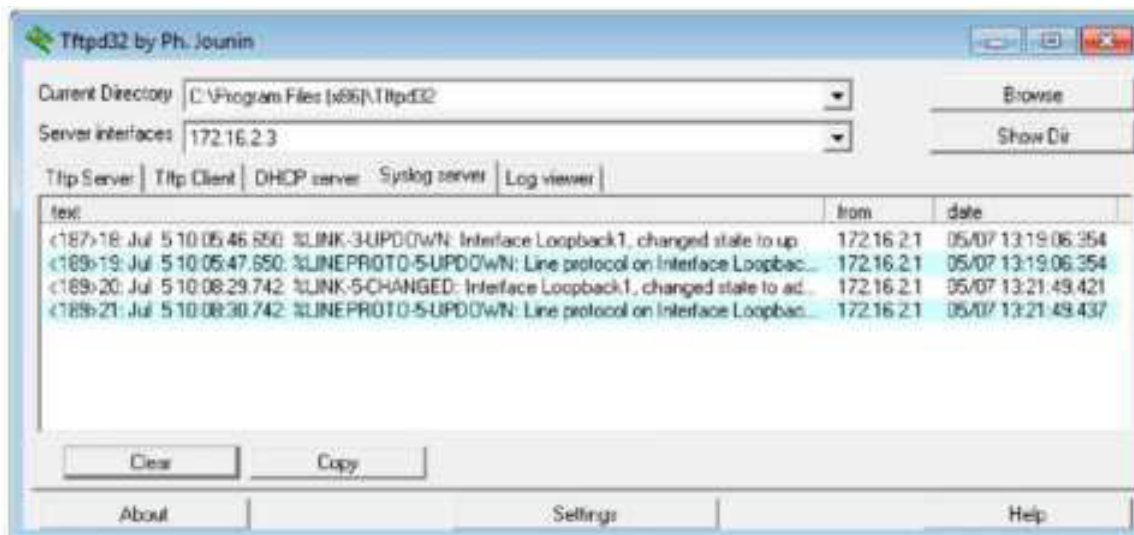 Tftpd32 by Ph. Jounin
Current Directory C:\Program Files (x86)\Tftpd32 Browse
Server interfaces 172.16.2.3 Show Dir
Tftp Server Tftp Client DHCP server Syslog server Log viewer
text from date
<187>18: Jul 5 10:05:46.650: %LINK-3-UPDOWN: Interface Loopback1, changed state to up 172.16.2.1 05/07 13:19:06.354
<189>19: Jul 5 10:05:47.650: %LINEPROTO-5-UPDOWN: Line protocol on Interface Loopbac... 172.16.2.1 05/07 13:19:06.354
<189>20: Jul 5 10:08:29.742: %LINK-5-CHANGED: Interface Loopback1, changed state to ad... 172.16.2.1 05/07 13:21:49.421
<189>21: Jul 5 10:08:30.742: %LINEPROTO-5-UPDOWN: Line protocol on Interface Loopbac... 172.16.2.1 05/07 13:21:49.437
Clear Copy
About Settings Help